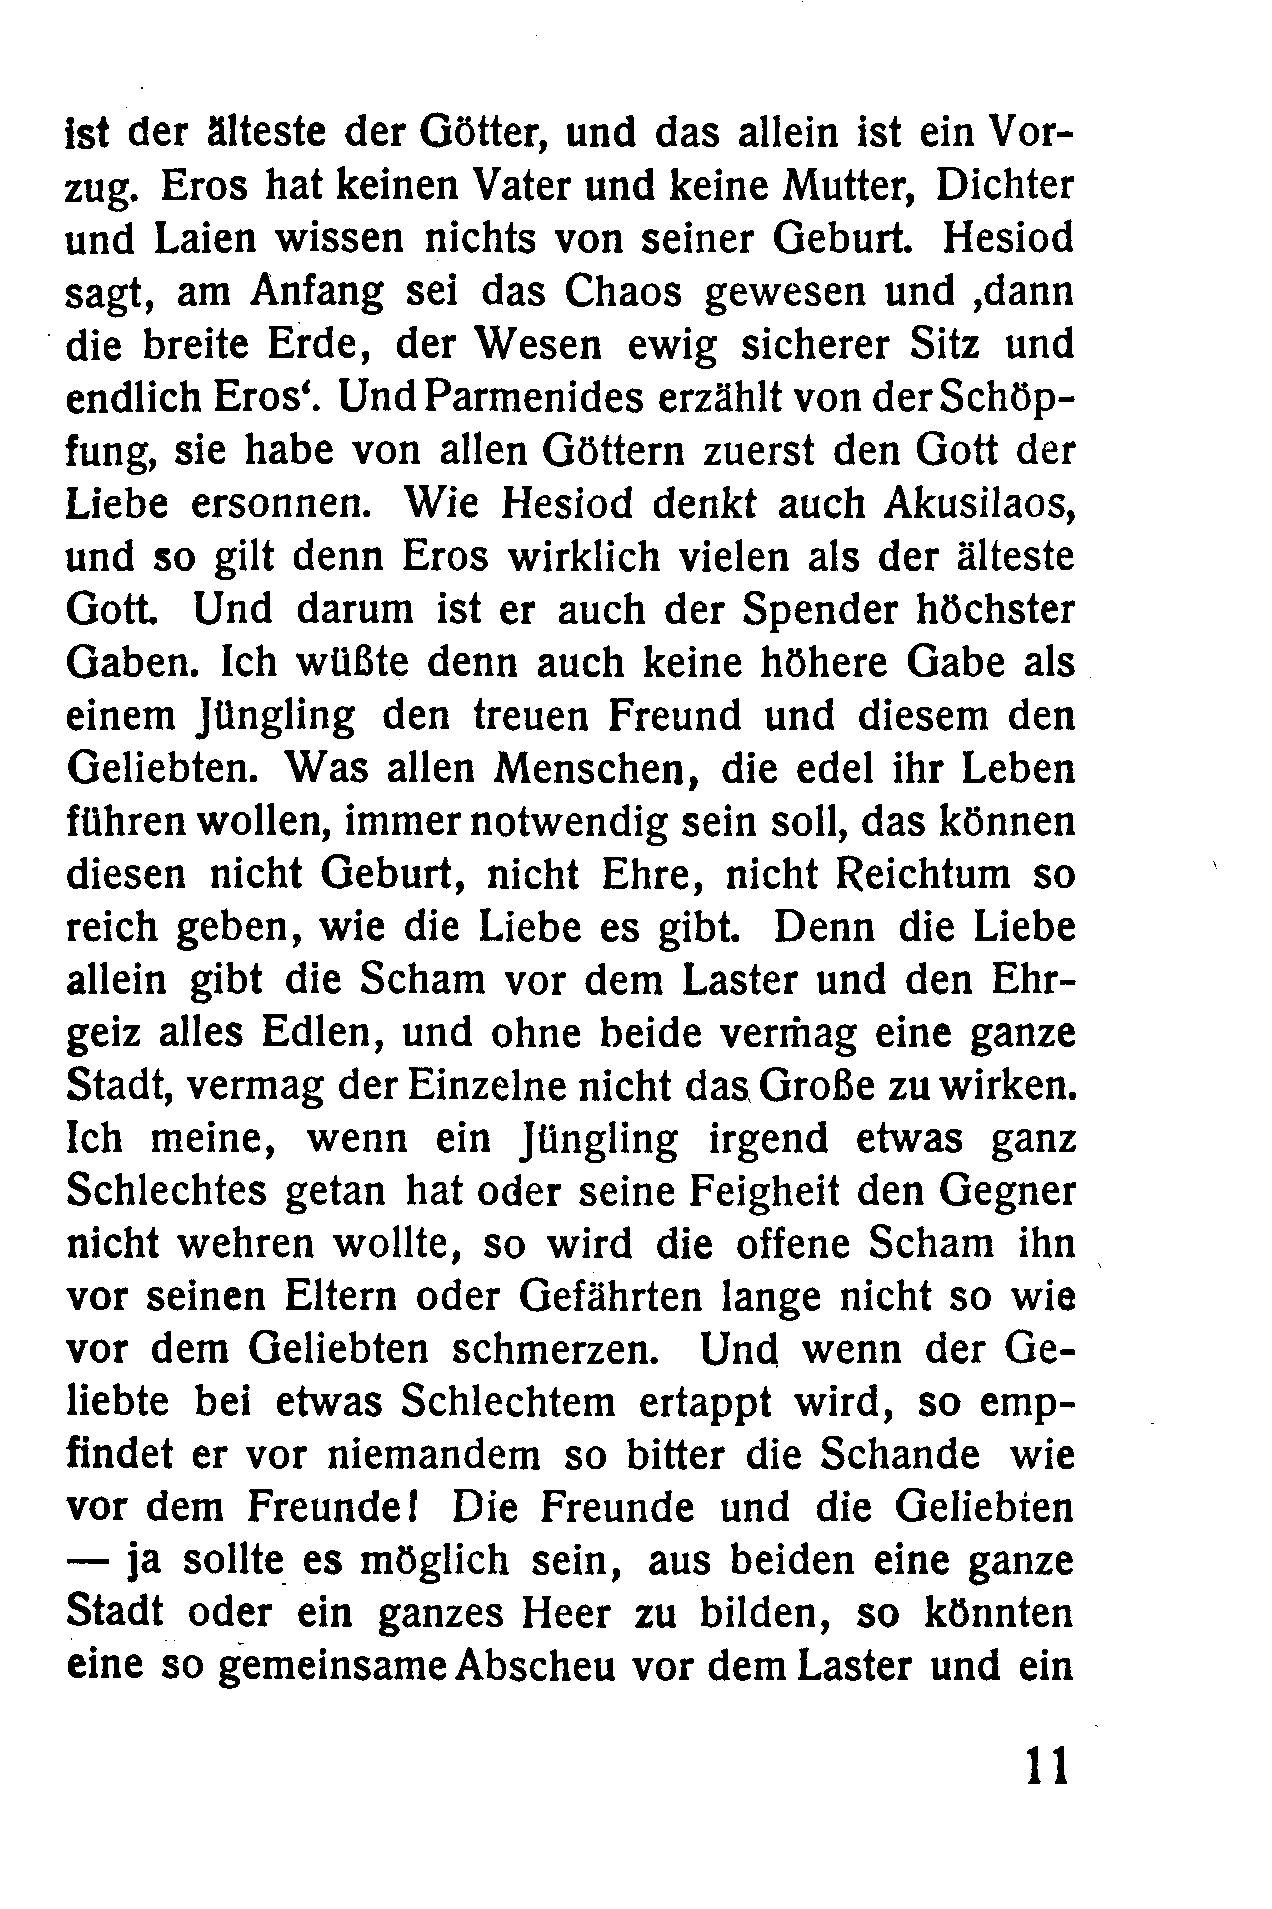 ist der älteste der Götter, und das allein ist ein Vor-
zug. Eros hat keinen Vater und keine Mutter, Dichter
und Laien wissen nichts von seiner Geburt. Hesiod
sagt, am Anfang sei das Chaos gewesen und ‚dann
die breite Erde, der Wesen ewig sicherer Sitz und
endlich Eros‘. Und Parmenides erzählt von der Schöp-
fung, sie habe von allen Göttern zuerst den Gott der
Liebe ersonnen. Wie Hesiod denkt auch Akusilaos,
und so gilt denn Eros wirklich vielen als der älteste
Gott. Und darum ist er auch der Spender höchster
Gaben. Ich wüßte denn auch keine höhere Gabe als
einem Jüngling den treuen Freund und diesem den
Geliebten. Was allen Menschen, die edel ihr Leben
führen wollen, immer notwendig sein soll, das können
diesen nicht Geburt, nicht Ehre, nicht Reichtum so
reich geben, wie die Liebe es gibt. Denn die Liebe
allein gibt die Scham vor dem Laster und den Ehr-
geiz alles Edlen, und ohne beide vermag eine ganze
Stadt, vermag der Einzelne nicht das Große zu wirken.
Ich meine, wenn ein Jüngling irgend etwas ganz
Schlechtes getan hat oder seine Feigheit den Gegner
nicht wehren wollte, so wird die offene Scham ihn
vor seinen Eltern oder Gefährten lange nicht so wie
vor dem Geliebten schmerzen. Und wenn der Ge-
liebte bei etwas Schlechtem ertappt wird, so emp-
findet er vor niemandem so bitter die Schande wie
vor dem Freunde! Die Freunde und die Geliebten
— ja sollte es möglich sein, aus beiden eine ganze
Stadt oder ein ganzes Heer zu bilden, so könnten
eine so gemeinsame Abscheu vor dem Laster und ein
11